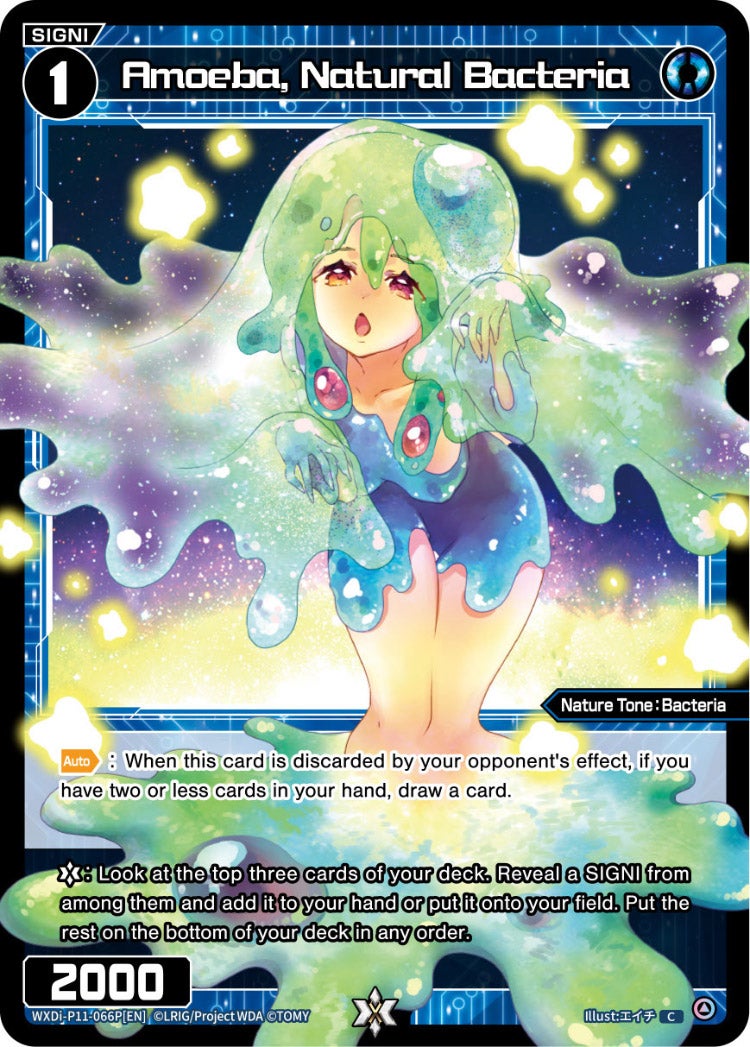 SIGNI
1
Amoeba, Natural Bacteria
Nature Tone：Bacteria
Auto : When this card is discarded by your opponent's effect, if you
have two or less cards in your hand, draw a card.
: Look at the top three cards of your deck. Reveal a SIGNI from
among them and add it to your hand or put it onto your field. Put the
rest on the bottom of your deck in any order.
2000
WXDi-P11-066P[EN] ©LRIG/Project WDA ©TOMY
Illust:エイチ C